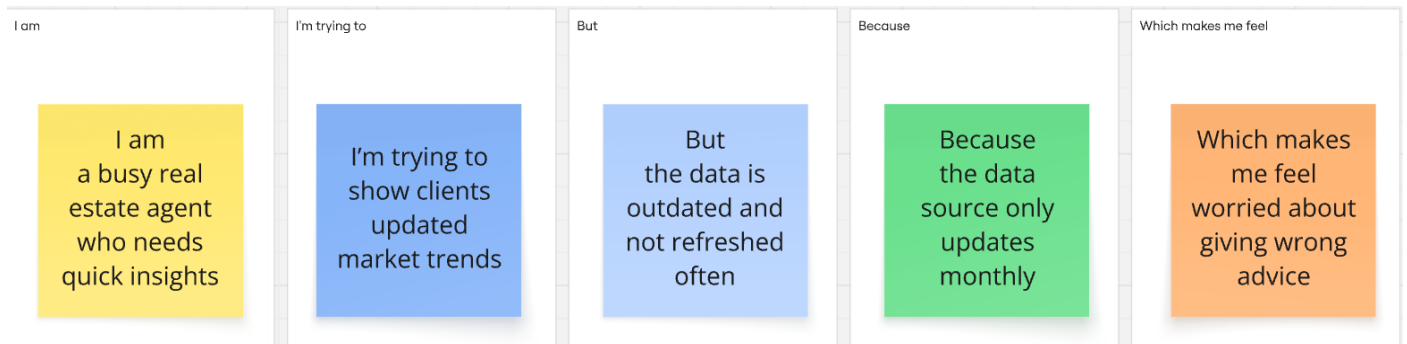 I am
I'm trying to
But
Because
Which makes me feel
I am
a busy real
estate agent
who needs
quick insights
I’m trying to
show clients
updated
market trends
But
the data is
outdated and
not refreshed
often
Because
the data
source only
updates
monthly
Which makes
me feel
worried about
giving wrong
advice